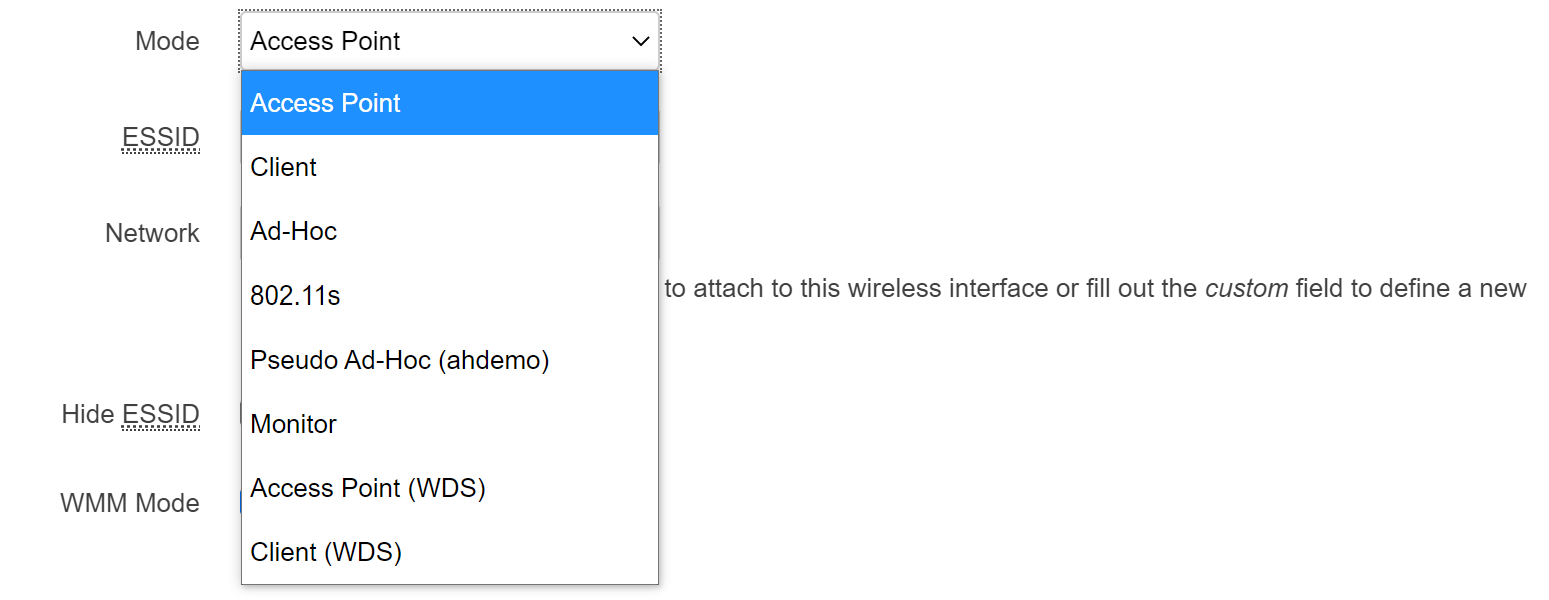 Mode Access Point
Access Point
ESSID
Client
Network
Ad-Hoc
802.11s
to attach to this wireless interface or fill out the custom field to define a new
Pseudo Ad-Hoc (ahdemo)
Hide ESSID
Monitor
Access Point (WDS)
WMM Mode
Client (WDS)